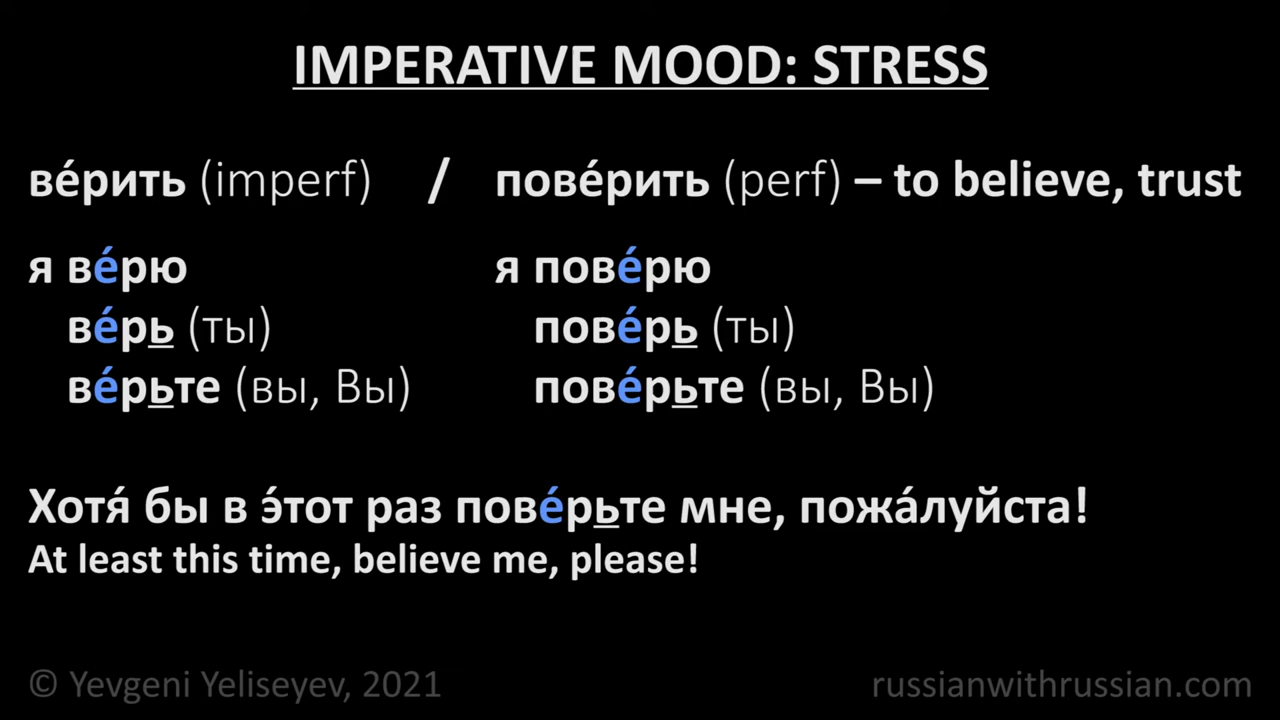 IMPERATIVE MOOD: STRESS
ве́рить (imperf) / пове́рить (perf) – to believe, trust
я ве́рю я пове́рю
ве́рь (ты) пове́рь (ты)
ве́рьте (вы, Вы) пове́рьте (вы, Вы)
Хотя́ бы в э́тот раз пове́рьте мне, пожа́луйста!
At least this time, believe me, please!
© Yevgeni Yeliseyev, 2021 russianwithrussian.com